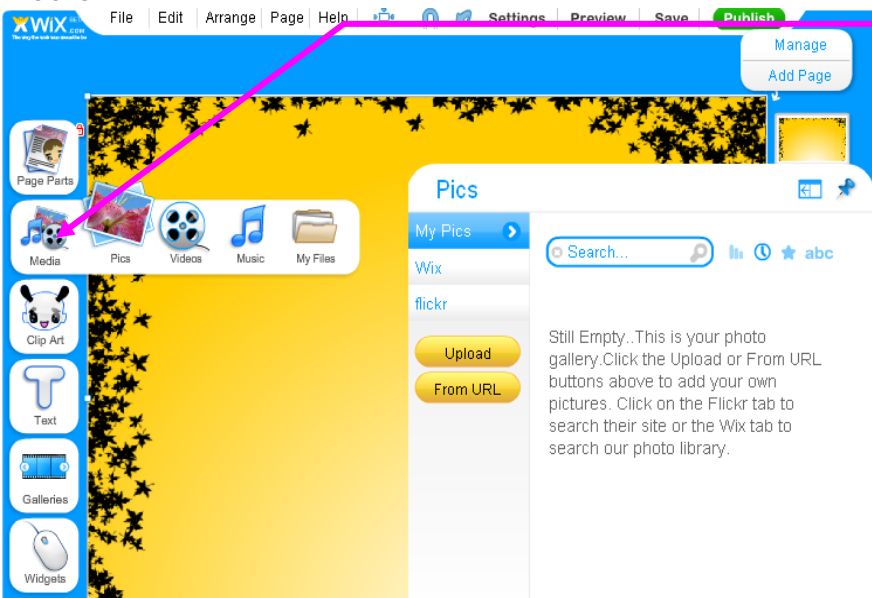 WiX BETA
.COM
File Edit Arrange Page Help Settings Preview Save Publish
Manage
Add Page
Page Parts
Media
Pics Videos Music My Files
Clip Art
Text
Galleries
Widgets
Pics
My Pics
Wix
flickr
Upload
From URL
Search...
abc
Still Empty..This is your photo
gallery.Click the Upload or From URL
buttons above to add your own
pictures. Click on the Flickr tab to
search their site or the Wix tab to
search our photo library.